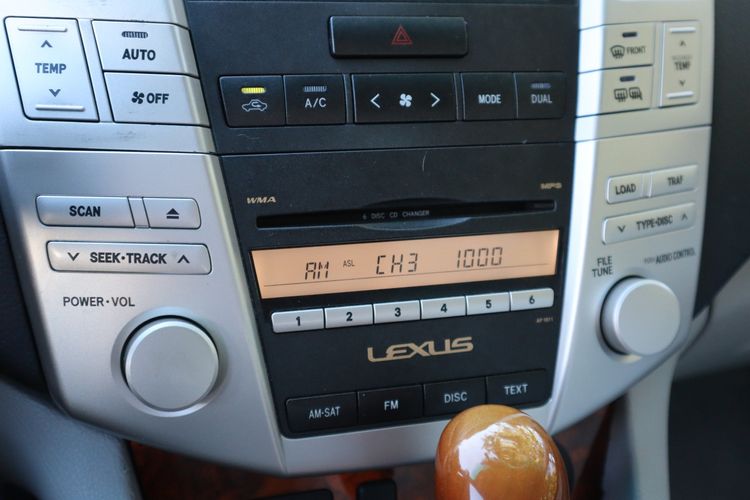 TEMP
AUTO
OFF
A/C
MODE
DUAL
FRONT
TEMP
WMA
MP3
6 DISC CD CHANGER
SCAN
SEEK·TRACK
POWER·VOL
LOAD
TRAF
TYPE·DISC
FILE
TUNE
PUSH AUDIO CONTROL
AM ASL CH3 1000
1 2 3 4 5 6
LEXUS
AM·SAT
FM
DISC
TEXT